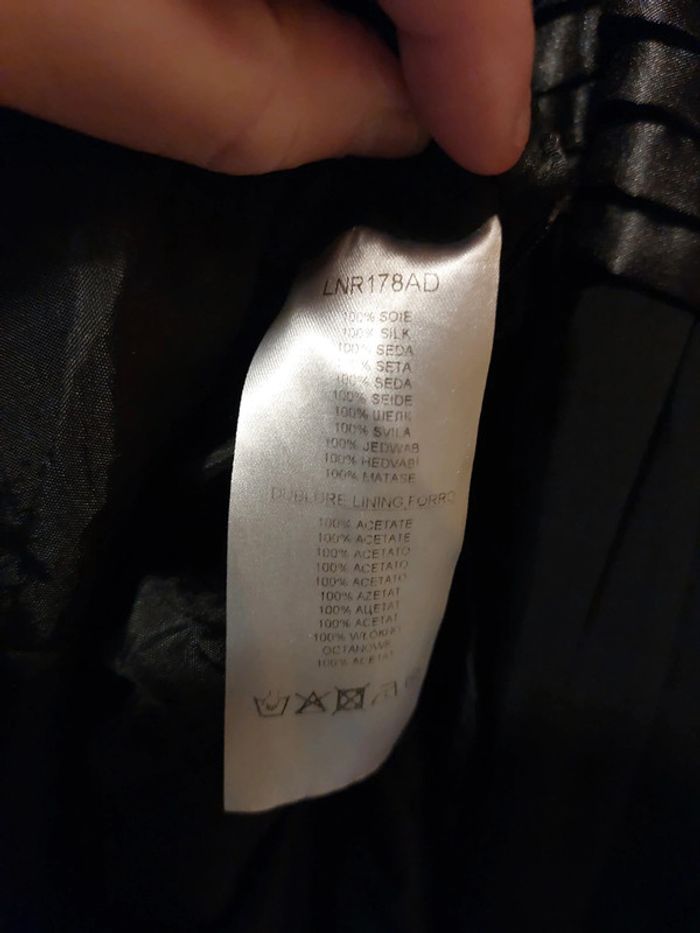 LNR178AD
100% SOIE
100% SILK
100% SEDA
% SETA
100% SEDA
100% SEIDE
100% ШЕЛК
100% SVILA
100% JEDWAB
100% HEDVABI
100% MATASE
DUBLURE LINING,FORRO
100% ACETATE
100% ACETATE
100% ACETATO
100% ACETATO
100% ACETATO
100% AZETAT
100% АЦЕТАТ
100% ACETAT
100% WŁÓKNO
OCTANOWE
100% ACETAT